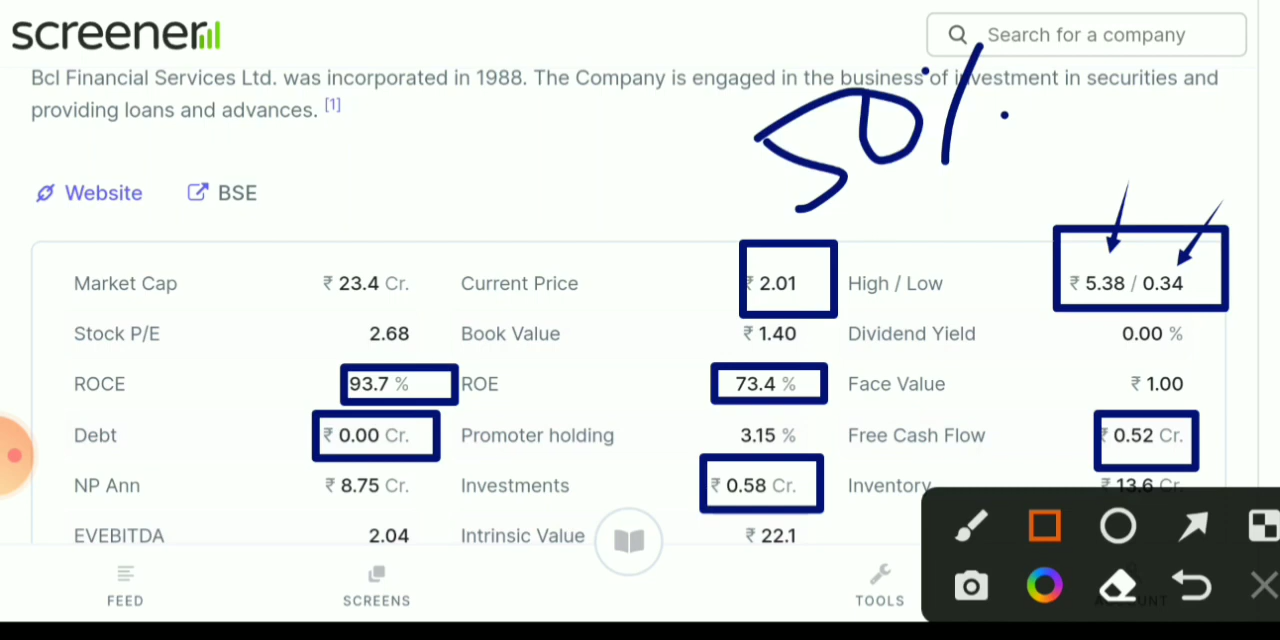 screener
Search for a company
Bcl Financial Services Ltd. was incorporated in 1988. The Company is engaged in the business of investment in securities and
providing loans and advances. [1]
50%
Website BSE
Market Cap ₹ 23.4 Cr. Current Price ₹ 2.01 High / Low ₹ 5.38 / 0.34
Stock P/E 2.68 Book Value ₹ 1.40 Dividend Yield 0.00 %
ROCE 93.7 % ROE 73.4 % Face Value ₹ 1.00
Debt ₹ 0.00 Cr. Promoter holding 3.15 % Free Cash Flow ₹ 0.52 Cr.
NP Ann ₹ 8.75 Cr. Investments ₹ 0.58 Cr. Inventory ₹ 13.6 Cr.
EVEBITDA 2.04 Intrinsic Value ₹ 22.1
FEED SCREENS TOOLS ACCOUNT